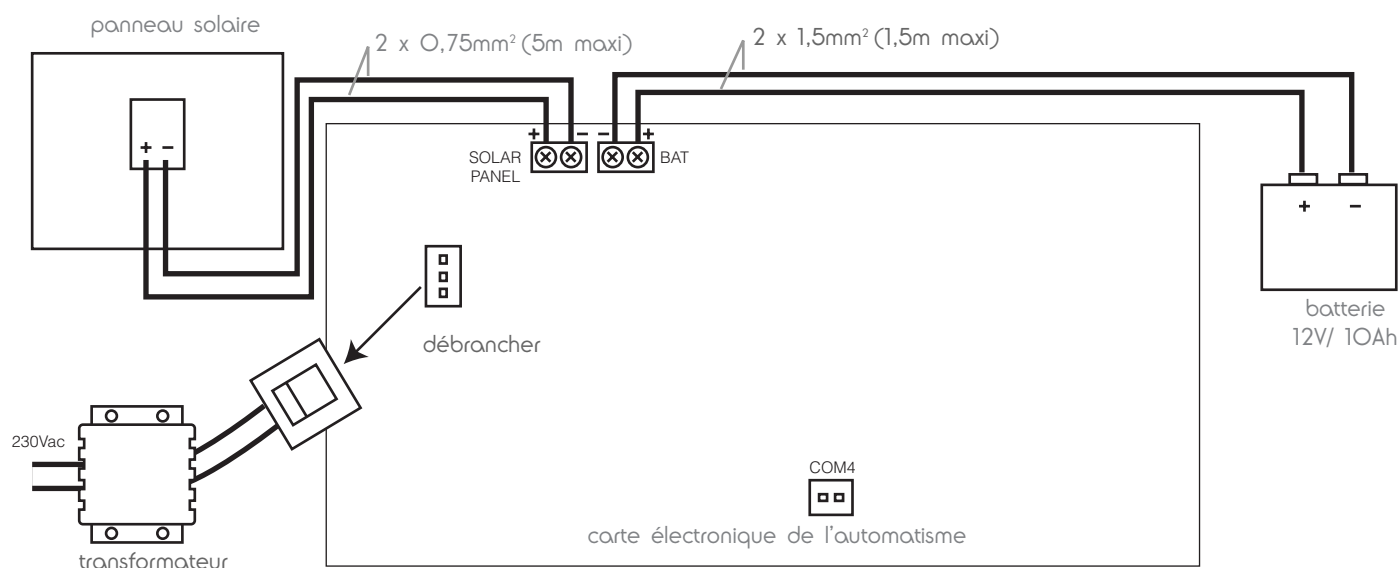 panneau solaire
2 x 0,75mm² (5m maxi)
2 x 1,5mm² (1,5m maxi)
+ − − +
SOLAR
PANEL
BAT
+ −
+ −
batterie
12V/ 10Ah
débrancher
230Vac
transformateur
COM4
carte électronique de l'automatisme